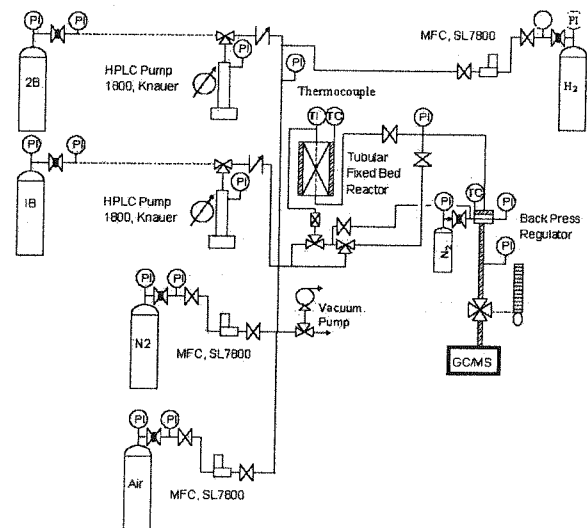 PI
PI
PI
MFC, SL7800
PI
H2
2B
HPLC Pump
1800, Knauer
PI
PI
Thermocouple
TI
TC
PI
PI
PI
1B
HPLC Pump
1800, Knauer
PI
Tubular
Fixed Bed
Reactor
PI
TC
PI
N2
Back Press
Regulator
PI
PI
PI
N2
MFC, SL7800
Vacuum
Pump
GC/MS
PI
PI
Air
MFC, SL7800